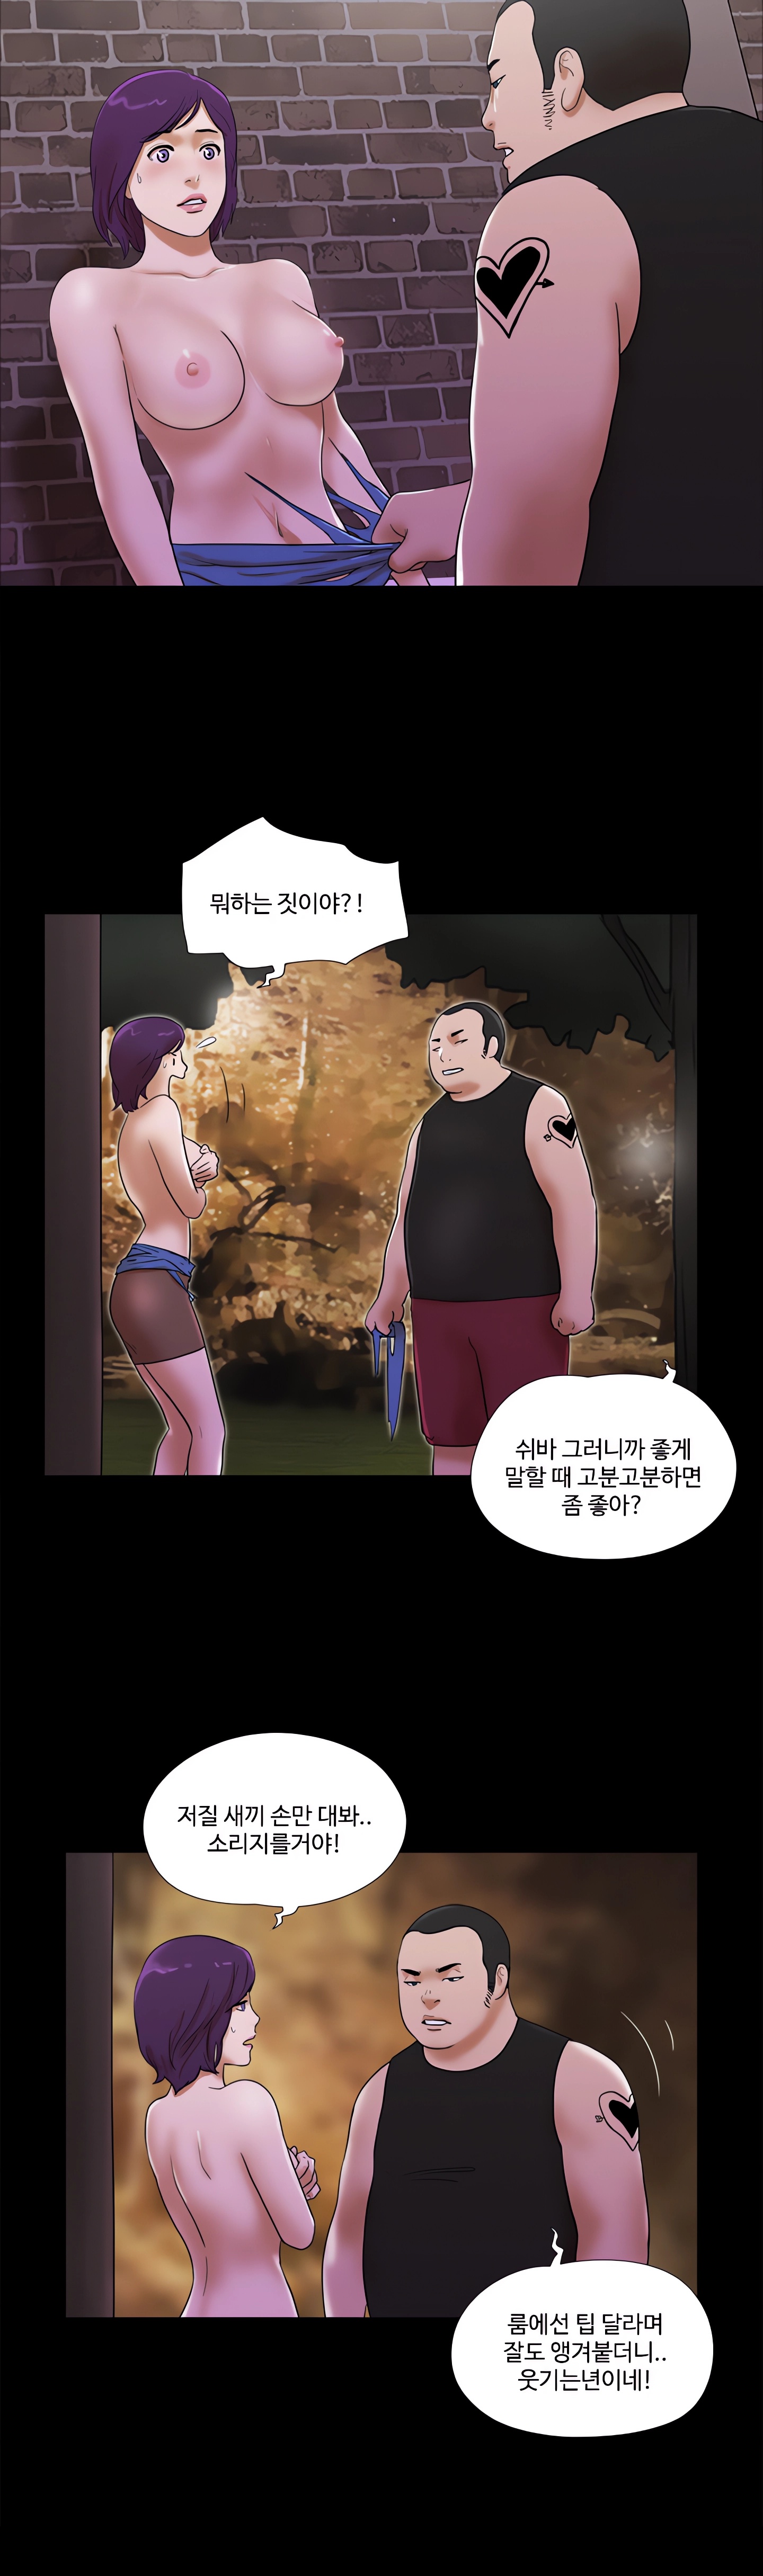 뭐하는 짓이야?!
쉬바 그러니까 좋게
말할 때 고분고분하면
좀 좋아?
저질 새끼 손만 대봐..
소리지를거야!
룸에선 팁 달라며
잘도 앵겨붙더니..
웃기는년이네!